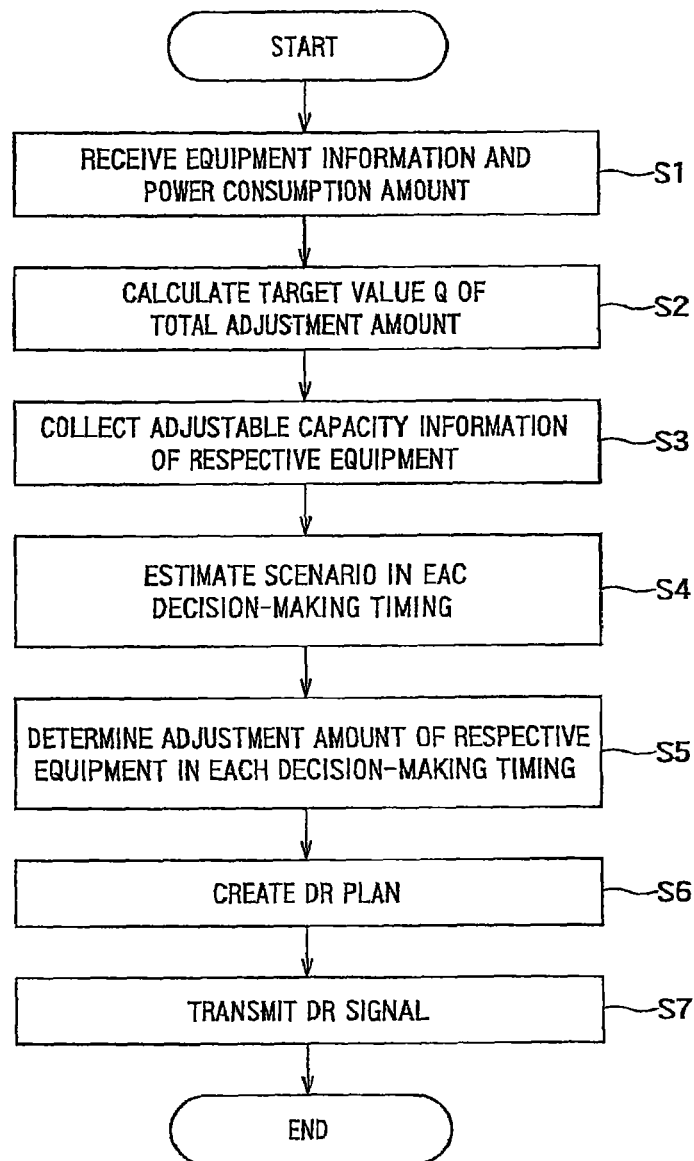 START
RECEIVE EQUIPMENT INFORMATION AND
POWER CONSUMPTION AMOUNT
S1
CALCULATE TARGET VALUE Q OF
TOTAL ADJUSTMENT AMOUNT
S2
COLLECT ADJUSTABLE CAPACITY INFORMATION
OF RESPECTIVE EQUIPMENT
S3
ESTIMATE SCENARIO IN EAC
DECISION-MAKING TIMING
S4
DETERMINE ADJUSTMENT AMOUNT OF RESPECTIVE
EQUIPMENT IN EACH DECISION-MAKING TIMING
S5
CREATE DR PLAN
S6
TRANSMIT DR SIGNAL
S7
END